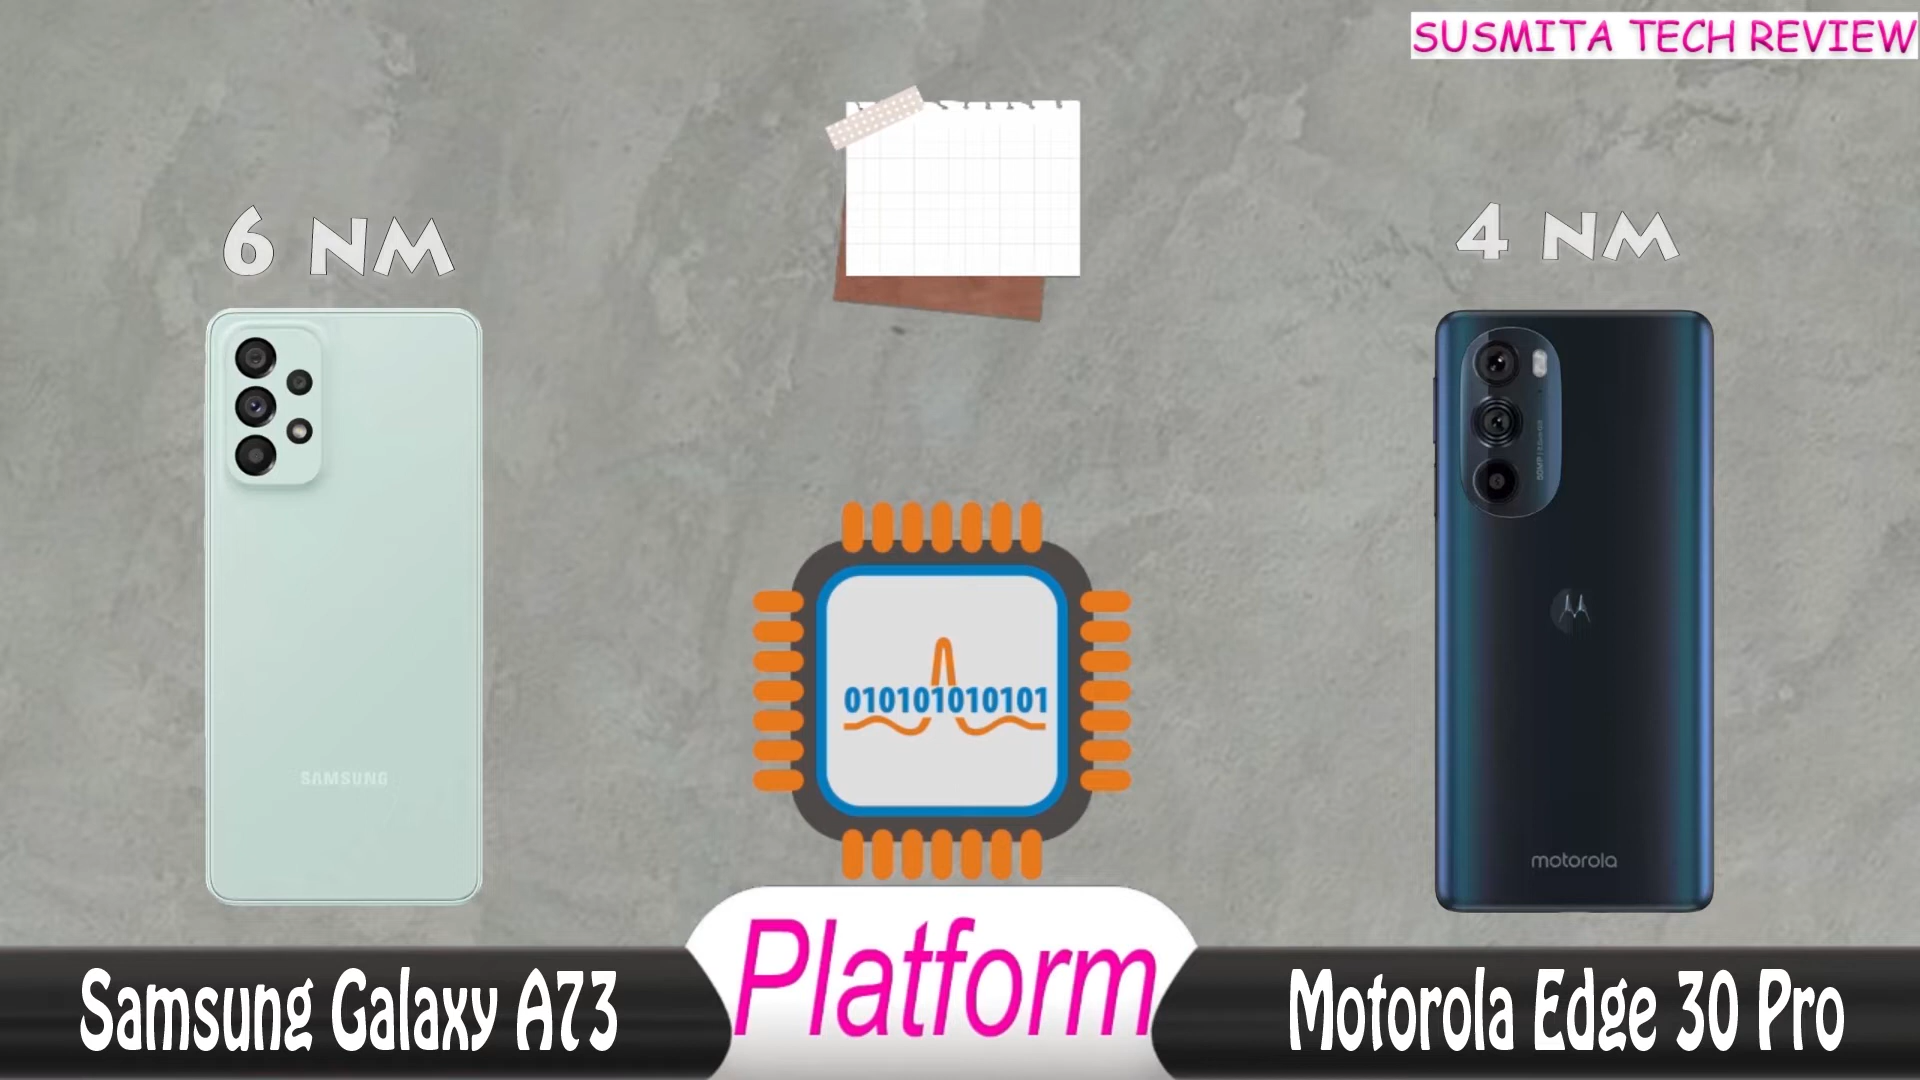 SUSMITA TECH REVIEW
6 NM
4 NM
SAMSUNG
010101010101
motorola
Samsung Galaxy A73
Platform
Motorola Edge 30 Pro